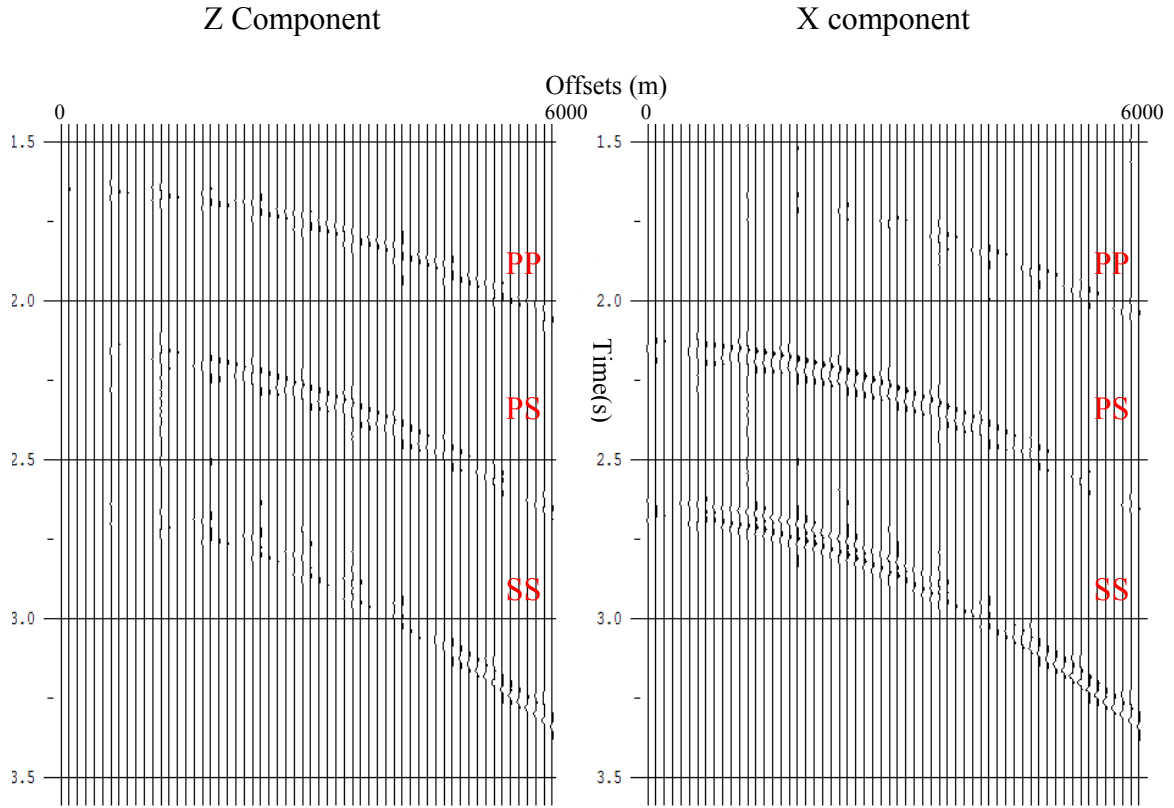 Z Component
X component
Offsets (m)
0
6000
0
6000
1.5
2.0
2.5
3.0
3.5
PP
PS
SS
Time(s)
1.5
2.0
2.5
3.0
3.5
PP
PS
SS